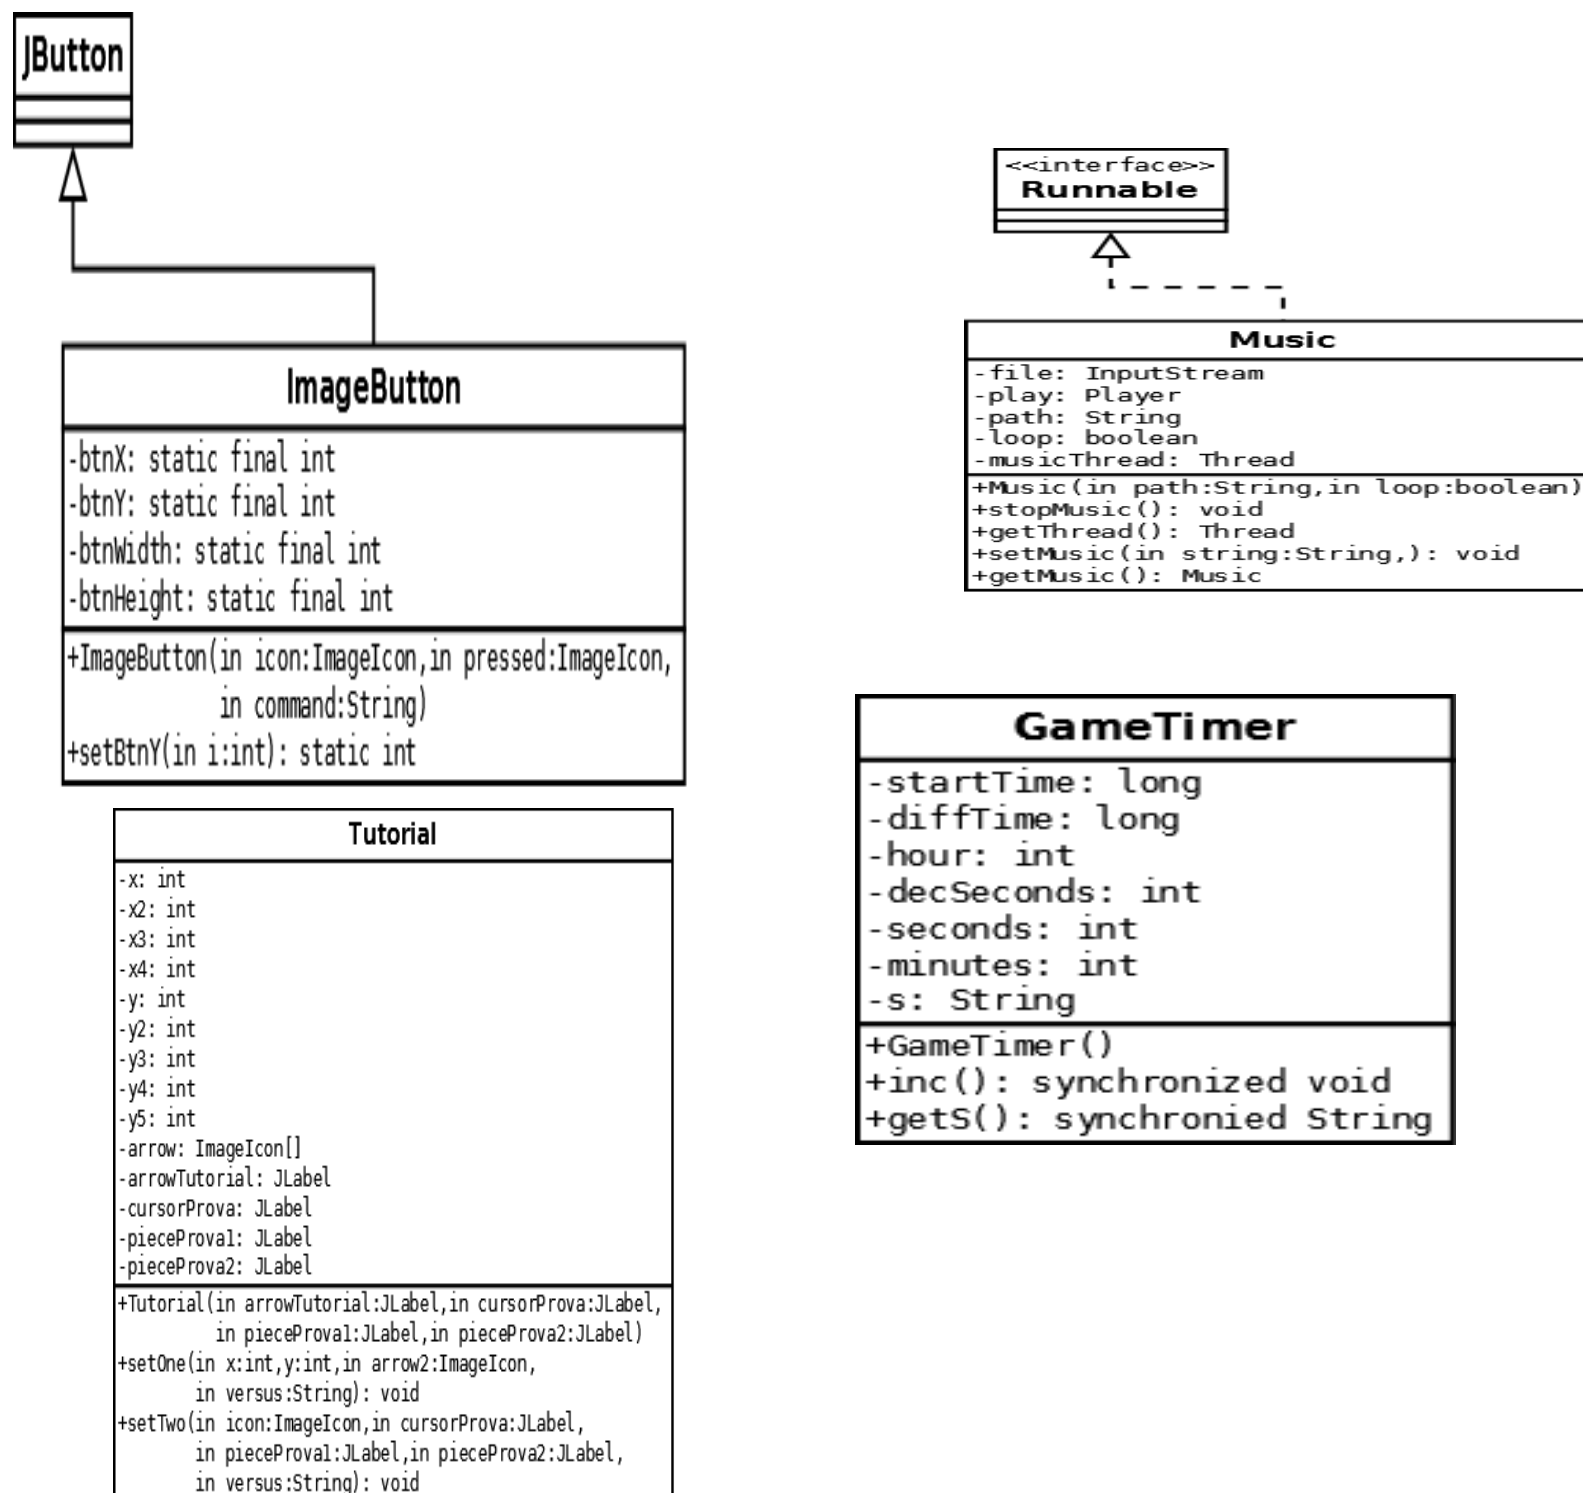 JButton
ImageButton
-btnX: static final int
-btnY: static final int
-btnWidth: static final int
-btnHeight: static final int
+ImageButton(in icon:ImageIcon,in pressed:ImageIcon,
in command:String)
+setBtnY(in i:int): static int
<<interface>>
Runnable
Music
-file: InputStream
-play: Player
-path: String
-loop: boolean
-musicThread: Thread
+Music(in path:String,in loop:boolean)
+stopMusic(): void
+getThread(): Thread
+setMusic(in string:String,): void
+getMusic(): Music
Tutorial
-x: int
-x2: int
-x3: int
-x4: int
-y: int
-y2: int
-y3: int
-y4: int
-y5: int
-arrow: ImageIcon[]
-arrowTutorial: JLabel
-cursorProva: JLabel
-pieceProva1: JLabel
-pieceProva2: JLabel
+Tutorial(in arrowTutorial:JLabel,in cursorProva:JLabel,
in pieceProva1:JLabel,in pieceProva2:JLabel)
+setOne(in x:int,y:int,in arrow2:ImageIcon,
in versus:String): void
+setTwo(in icon:ImageIcon,in cursorProva:JLabel,
in pieceProva1:JLabel,in pieceProva2:JLabel,
in versus:String): void
GameTimer
-startTime: long
-diffTime: long
-hour: int
-decSeconds: int
-seconds: int
-minutes: int
-s: String
+GameTimer()
+inc(): synchronized void
+getS(): synchronied String